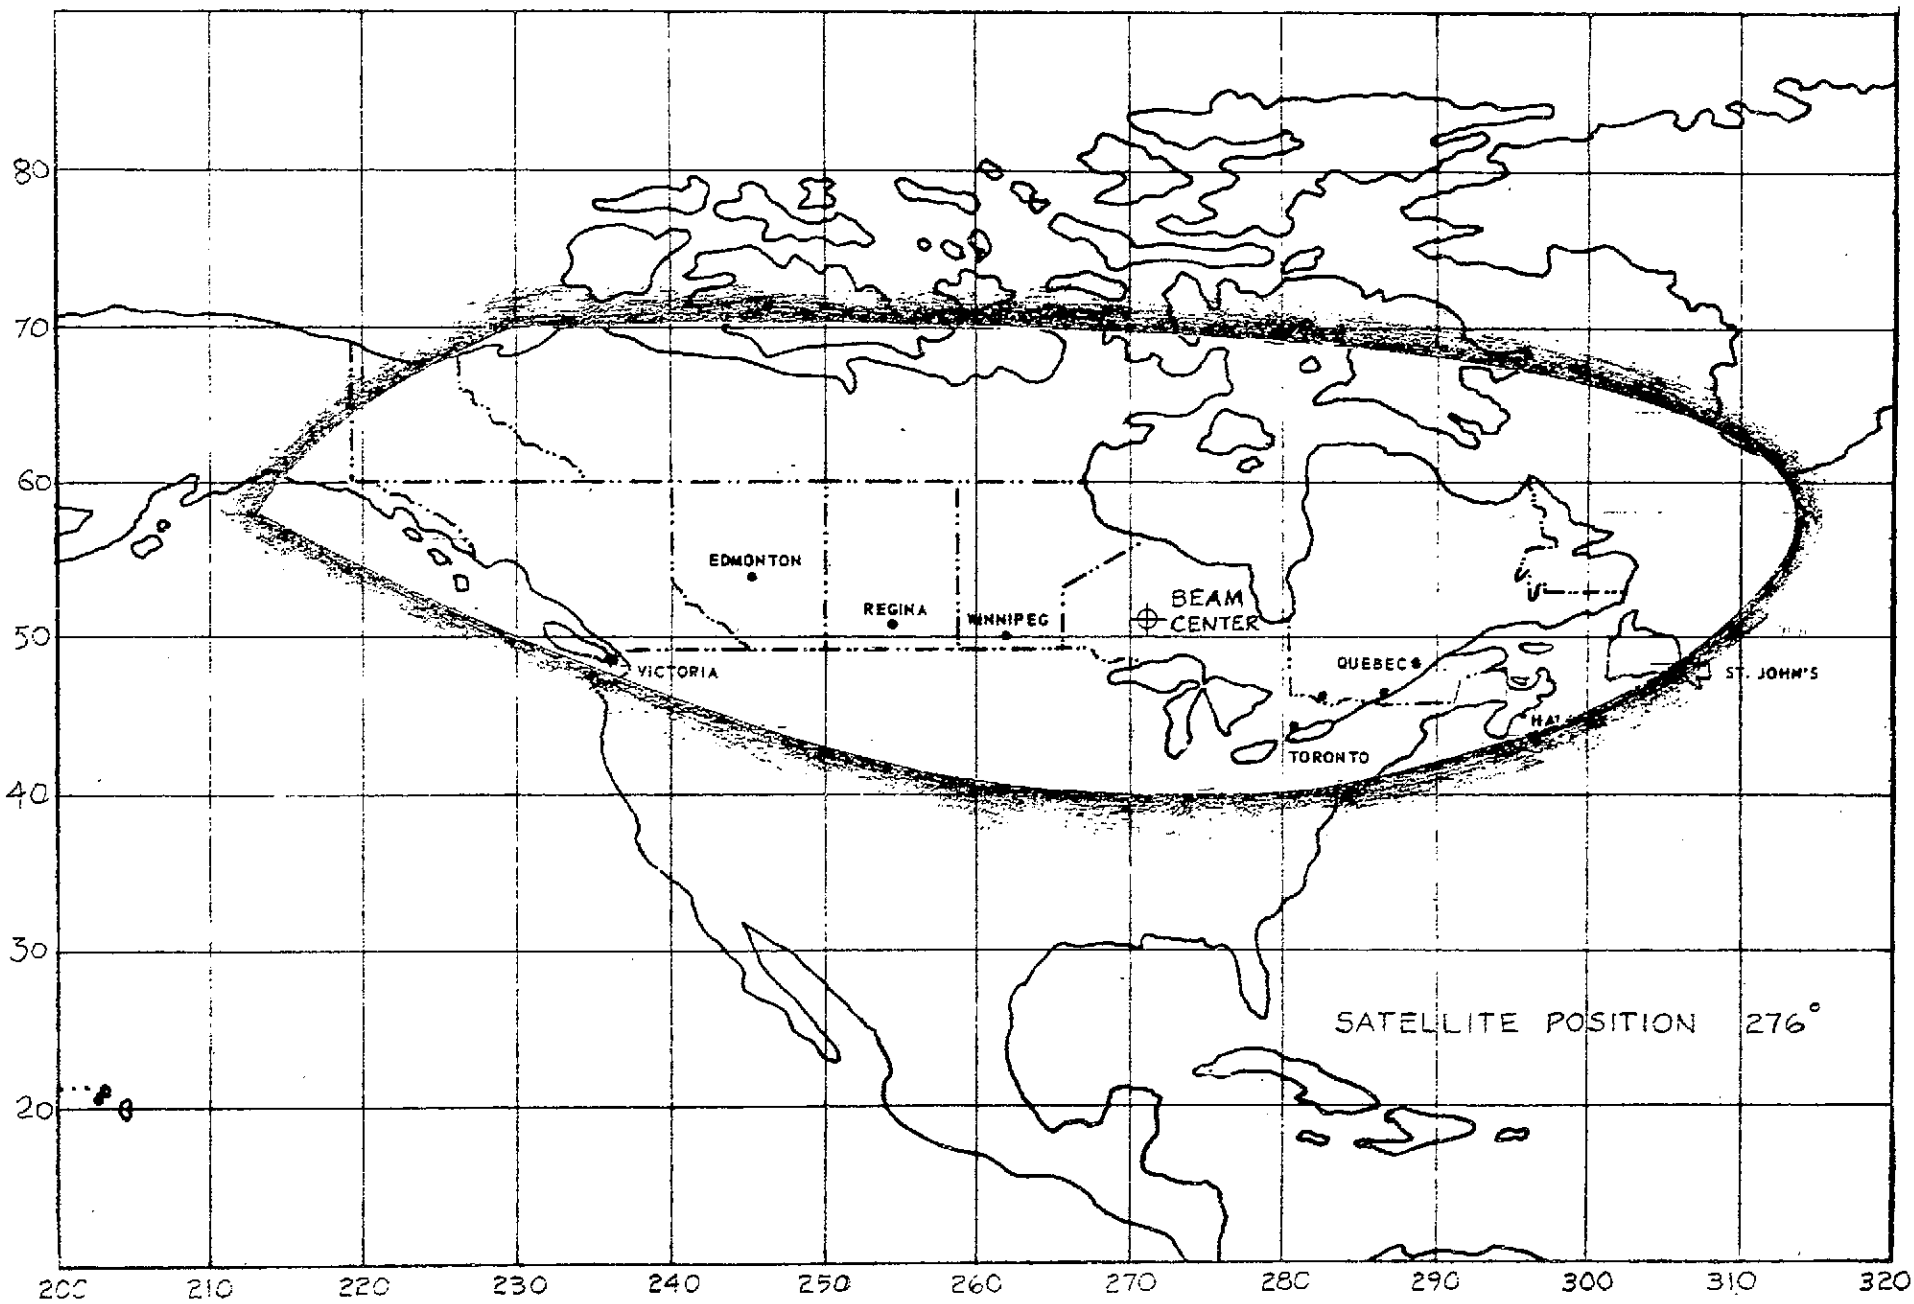 80
70
60
EDMONTON
REGINA
WINNIPEG
BEAM
CENTER
50
VICTORIA
QUEBEC
ST. JOHN'S
TORONTO
40
30
SATELLITE POSITION 276°
20
200 210 220 230 240 250 260 270 280 290 300 310 320